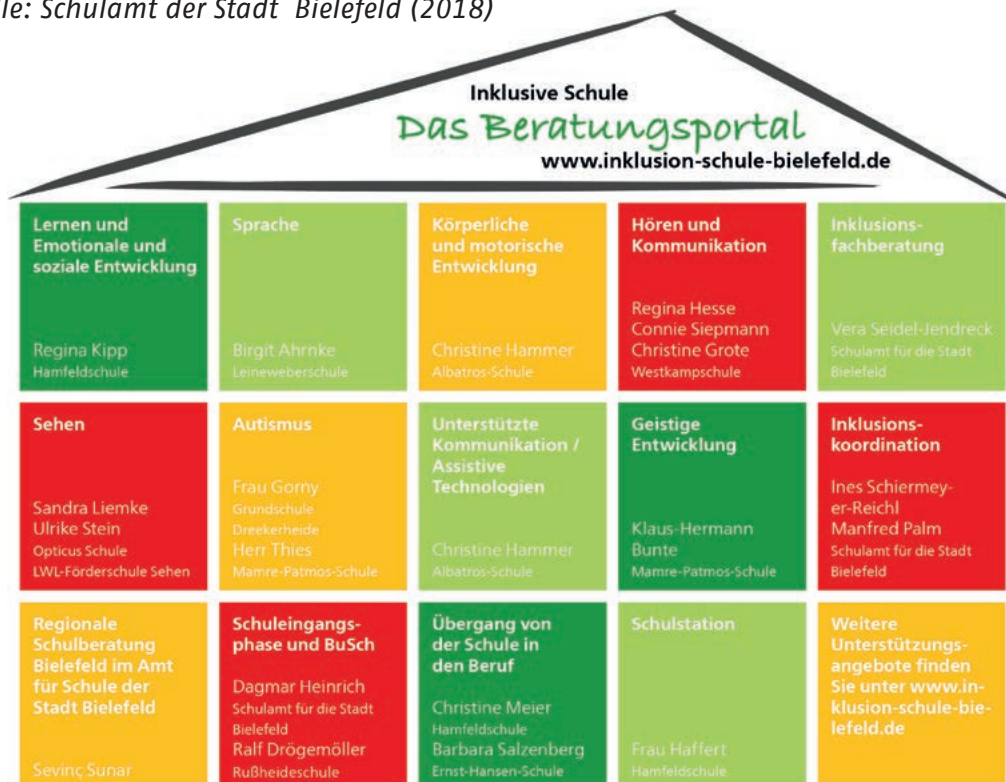 le: Schulamt der Stadt Bielefeld (2018)
Inklusive Schule
Das Beratungsportal
www.inklusion-schule-bielefeld.de
Lernen und
Emotionale und
soziale Entwicklung
Regina Kipp
Hamfeldschule
Sprache
Birgit Ahrnke
Leineweberschule
Körperliche
und motorische
Entwicklung
Christine Hammer
Albatros-Schule
Hören und
Kommunikation
Regina Hesse
Connie Siepmann
Christine Grote
Westkampschule
Inklusions-
fachberatung
Vera Seidel-Jendreck
Schulamt für die Stadt
Bielefeld
Sehen
Sandra Liemke
Ulrike Stein
Opticus Schule
LWL-Förderschule Sehen
Autismus
Frau Gorny
Grundschule
Dreekerheide
Herr Thies
Mamre-Patmos-Schule
Unterstützte
Kommunikation /
Assistive
Technologien
Christine Hammer
Albatros-Schule
Geistige
Entwicklung
Klaus-Hermann
Bunte
Mamre-Patmos-Schule
Inklusions-
koordination
Ines Schiermey-
er-Reichl
Manfred Palm
Schulamt für die Stadt
Bielefeld
Regionale
Schulberatung
Bielefeld im Amt
für Schule der
Stadt Bielefeld
Sevinç Sunar
Schuleingangs-
phase und BuSch
Dagmar Heinrich
Schulamt für die Stadt
Bielefeld
Ralf Drögemöller
Rußheideschule
Übergang von
der Schule in
den Beruf
Christine Meier
Hamfeldschule
Barbara Salzenberg
Ernst-Hansen-Schule
Schulstation
Frau Haffert
Hamfeldschule
Weitere
Unterstützungs-
angebote finden
Sie unter www.in-
klusion-schule-bie-
lefeld.de